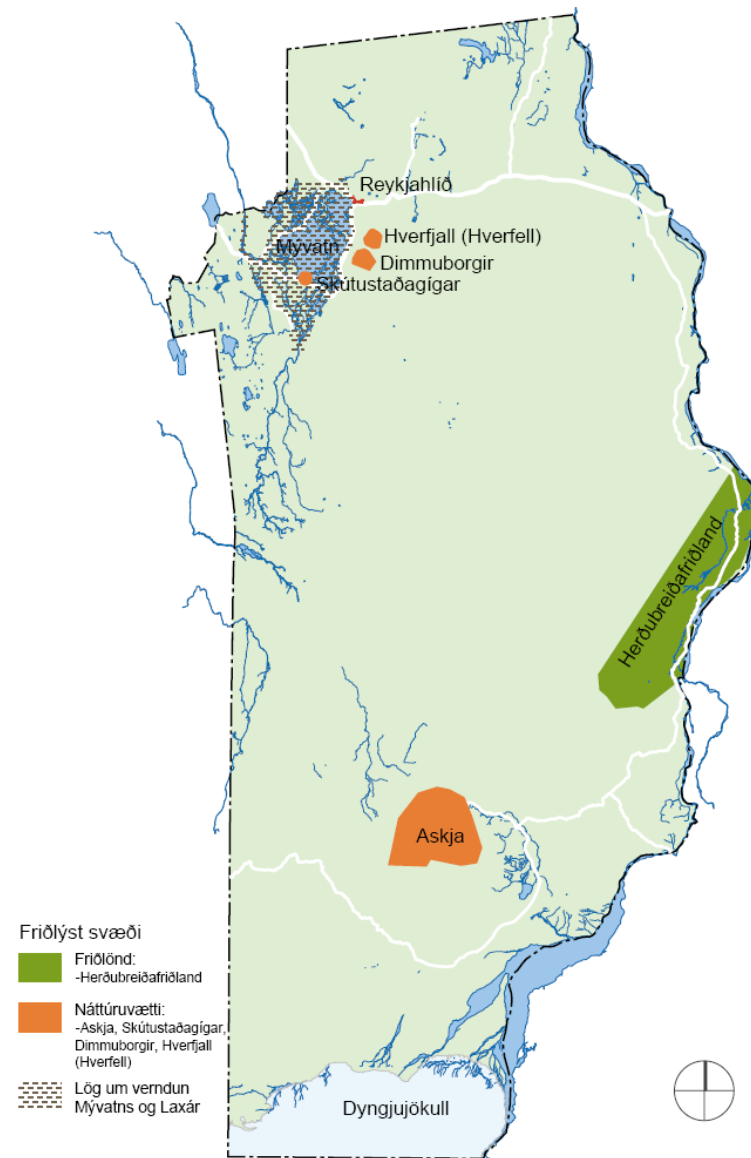 Reykjahlíð
Hverfjall (Hverfell)
Mývatn
Dimmuborgir
Skútustaðagígar
Herðubreiðafriðland
Askja
Friðlýst svæði
Friðlönd:
-Herðubreiðafriðland
Náttúruvætti:
-Askja, Skútustaðagígar,
Dimmuborgir, Hverfjall
(Hverfell)
Lög um verndun
Mývatns og Laxár
Dyngjujökull